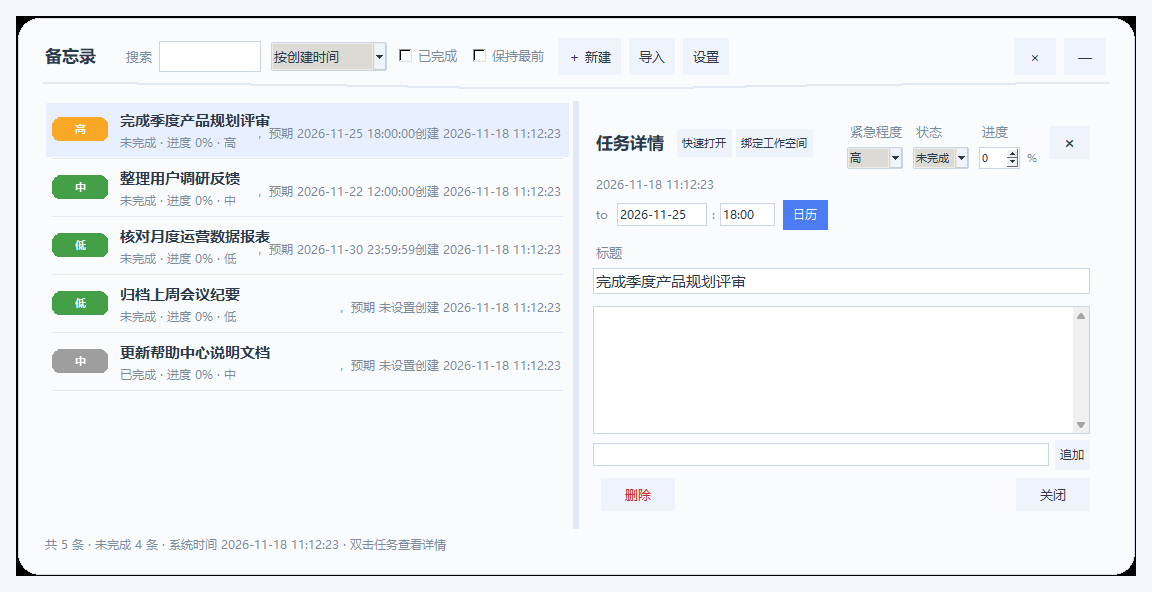 备忘录 搜索 按创建时间 已完成 保持最前 + 新建 导入 设置 × —
高 完成季度产品规划评审
未完成 · 进度 0% · 高 ，预期 2026-11-25 18:00:00创建 2026-11-18 11:12:23
中 整理用户调研反馈
未完成 · 进度 0% · 中 ，预期 2026-11-22 12:00:00创建 2026-11-18 11:12:23
低 核对月度运营数据报表
未完成 · 进度 0% · 低 ，预期 2026-11-30 23:59:59创建 2026-11-18 11:12:23
低 归档上周会议纪要
未完成 · 进度 0% · 低 ，预期 未设置创建 2026-11-18 11:12:23
中 更新帮助中心说明文档
已完成 · 进度 0% · 中 ，预期 未设置创建 2026-11-18 11:12:23
任务详情 快速打开 绑定工作空间 紧急程度 状态 进度 ×
高 未完成 0 %
2026-11-18 11:12:23
to 2026-11-25 : 18:00 日历
标题
完成季度产品规划评审
追加
删除 关闭
共 5 条 · 未完成 4 条 · 系统时间 2026-11-18 11:12:23 · 双击任务查看详情